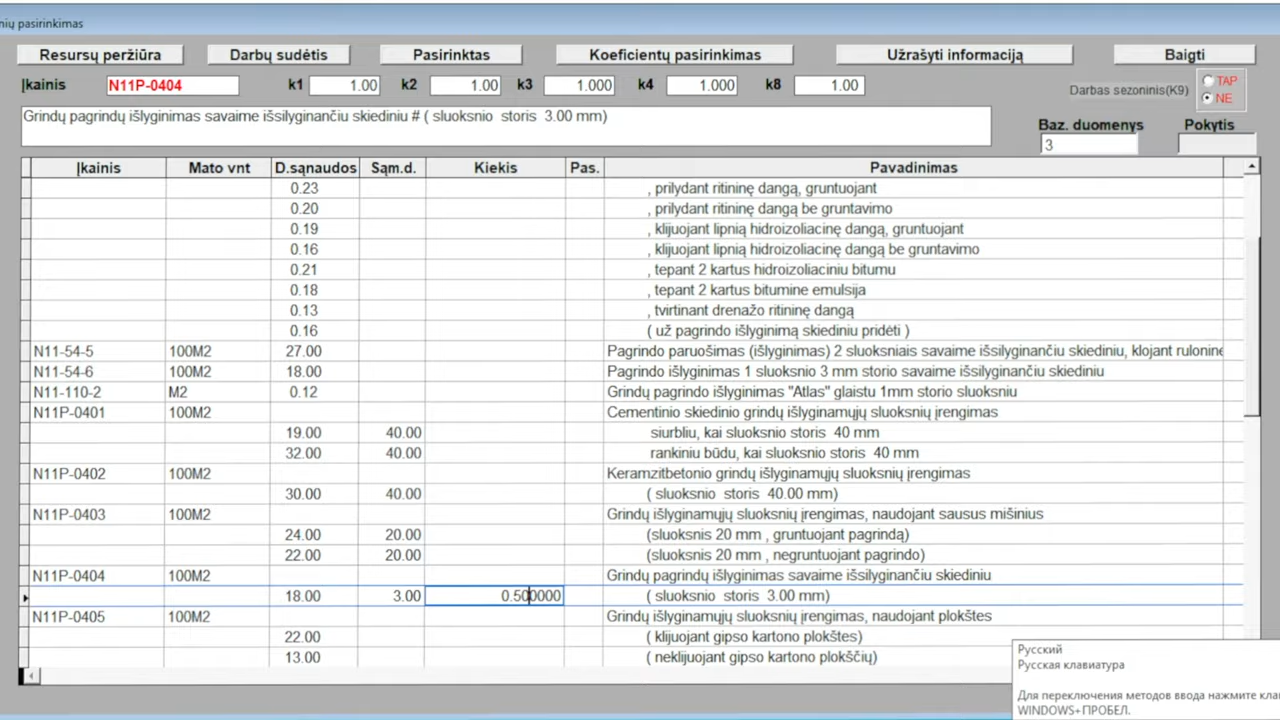 nių pasirinkimas
Resursų peržiūra Darbų sudėtis Pasirinktas Koeficientų pasirinkimas Užrašyti informaciją Baigti
Įkainis N11P-0404 k1 1.00 k2 1.00 k3 1.000 k4 1.000 k8 1.00 Darbas sezoninis(K9) TAP
NE
Grindų pagrindų išlyginimas savaime išsilyginančiu skiediniu # ( sluoksnio storis 3.00 mm)
Baz. duomenys Pokytis
3
Įkainis Mato vnt D.sąnaudos Sąm.d. Kiekis Pas. Pavadinimas
0.23 , prilydant ritininę dangą, gruntuojant
0.20 , prilydant ritininę dangą be gruntavimo
0.19 , klijuojant lipnią hidroizoliacinę dangą, gruntuojant
0.16 , klijuojant lipnią hidroizoliacinę dangą be gruntavimo
0.21 , tepant 2 kartus hidroizoliaciniu bitumu
0.18 , tepant 2 kartus bitumine emulsija
0.13 , tvirtinant drenažo ritininę dangą
0.16 ( už pagrindo išlyginimą skiediniu pridėti )
N11-54-5 100M2 27.00 Pagrindo paruošimas (išlyginimas) 2 sluoksniais savaime išsilyginančiu skiediniu, klojant ruloninę
N11-54-6 100M2 18.00 Pagrindo išlyginimas 1 sluoksniu 3 mm storio savaime išsilyginančiu skiediniu
N11-110-2 M2 0.12 Grindų pagrindo išlyginimas "Atlas" glaistu 1mm storio sluoksniu
N11P-0401 100M2 Cementinio skiedinio grindų išlyginamųjų sluoksnių įrengimas
19.00 40.00 siurbliu, kai sluoksnio storis 40 mm
32.00 40.00 rankiniu būdu, kai sluoksnio storis 40 mm
N11P-0402 100M2 Keramzitbetonio grindų išlyginamųjų sluoksnių įrengimas
30.00 40.00 ( sluoksnio storis 40.00 mm)
N11P-0403 100M2 Grindų išlyginamųjų sluoksnių įrengimas, naudojant sausus mišinius
24.00 20.00 (sluoksnis 20 mm , gruntuojant pagrindą)
22.00 20.00 (sluoksnis 20 mm , negruntuojant pagrindo)
N11P-0404 100M2 Grindų pagrindų išlyginimas savaime išsilyginančiu skiediniu
18.00 3.00 0.500000 ( sluoksnio storis 3.00 mm)
N11P-0405 100M2 Grindų išlyginamųjų sluoksnių įrengimas, naudojant plokštes
22.00 ( klijuojant gipso kartono plokštes)
13.00 ( neklijuojant gipso kartono plokščių)
Русский
Русская клавиатура
Для переключения методов ввода нажмите кла
WINDOWS+ПРОБЕЛ.